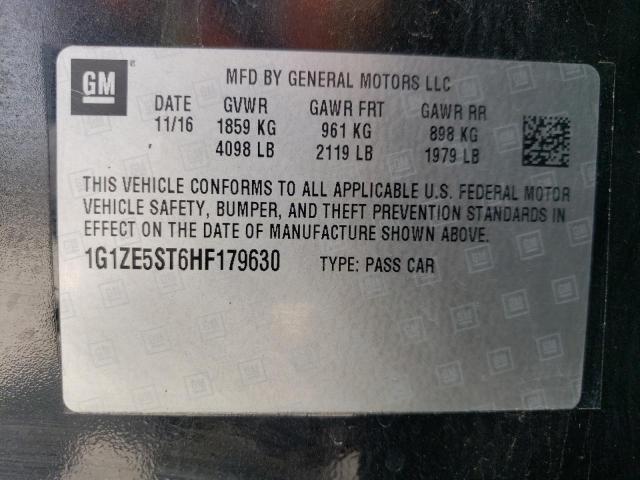 GM
MFD BY GENERAL MOTORS LLC
DATE GVWR GAWR FRT GAWR RR
11/16 1859 KG 961 KG 898 KG
4098 LB 2119 LB 1979 LB
THIS VEHICLE CONFORMS TO ALL APPLICABLE U.S. FEDERAL MOTOR
VEHICLE SAFETY, BUMPER, AND THEFT PREVENTION STANDARDS IN
EFFECT ON THE DATE OF MANUFACTURE SHOWN ABOVE.
1G1ZE5ST6HF179630 TYPE: PASS CAR